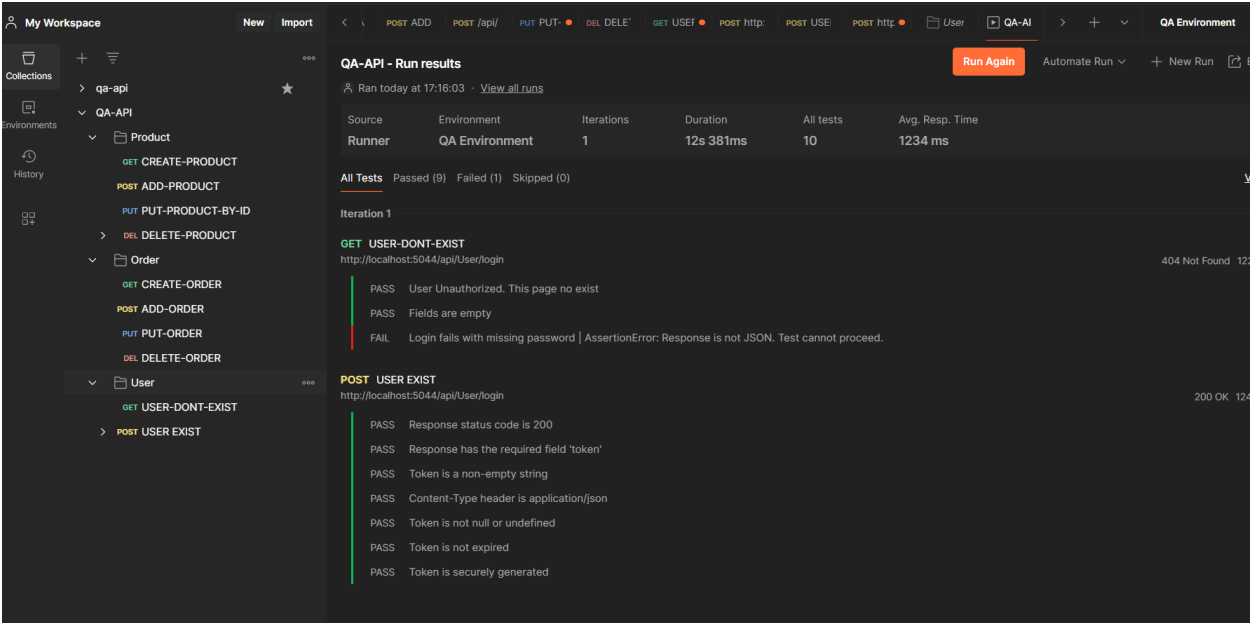 My Workspace New Import
POST ADD POST /api/ PUT PUT- DEL DELE GET USEF POST http: POST USE POST http User QA-AI QA Environment
Collections
Environments
History
qa-api
QA-API
Product
GET CREATE-PRODUCT
POST ADD-PRODUCT
PUT PUT-PRODUCT-BY-ID
DEL DELETE-PRODUCT
Order
GET CREATE-ORDER
POST ADD-ORDER
PUT PUT-ORDER
DEL DELETE-ORDER
User
GET USER-DONT-EXIST
POST USER EXIST
QA-API - Run results
Run Again Automate Run New Run
Ran today at 17:16:03 · View all runs
Source Environment Iterations Duration All tests Avg. Resp. Time
Runner QA Environment 1 12s 381ms 10 1234 ms
All Tests Passed (9) Failed (1) Skipped (0)
Iteration 1
GET USER-DONT-EXIST
http://localhost:5044/api/User/login 404 Not Found 122
PASS User Unauthorized. This page no exist
PASS Fields are empty
FAIL Login fails with missing password | AssertionError: Response is not JSON. Test cannot proceed.
POST USER EXIST
http://localhost:5044/api/User/login 200 OK 124
PASS Response status code is 200
PASS Response has the required field 'token'
PASS Token is a non-empty string
PASS Content-Type header is application/json
PASS Token is not null or undefined
PASS Token is not expired
PASS Token is securely generated